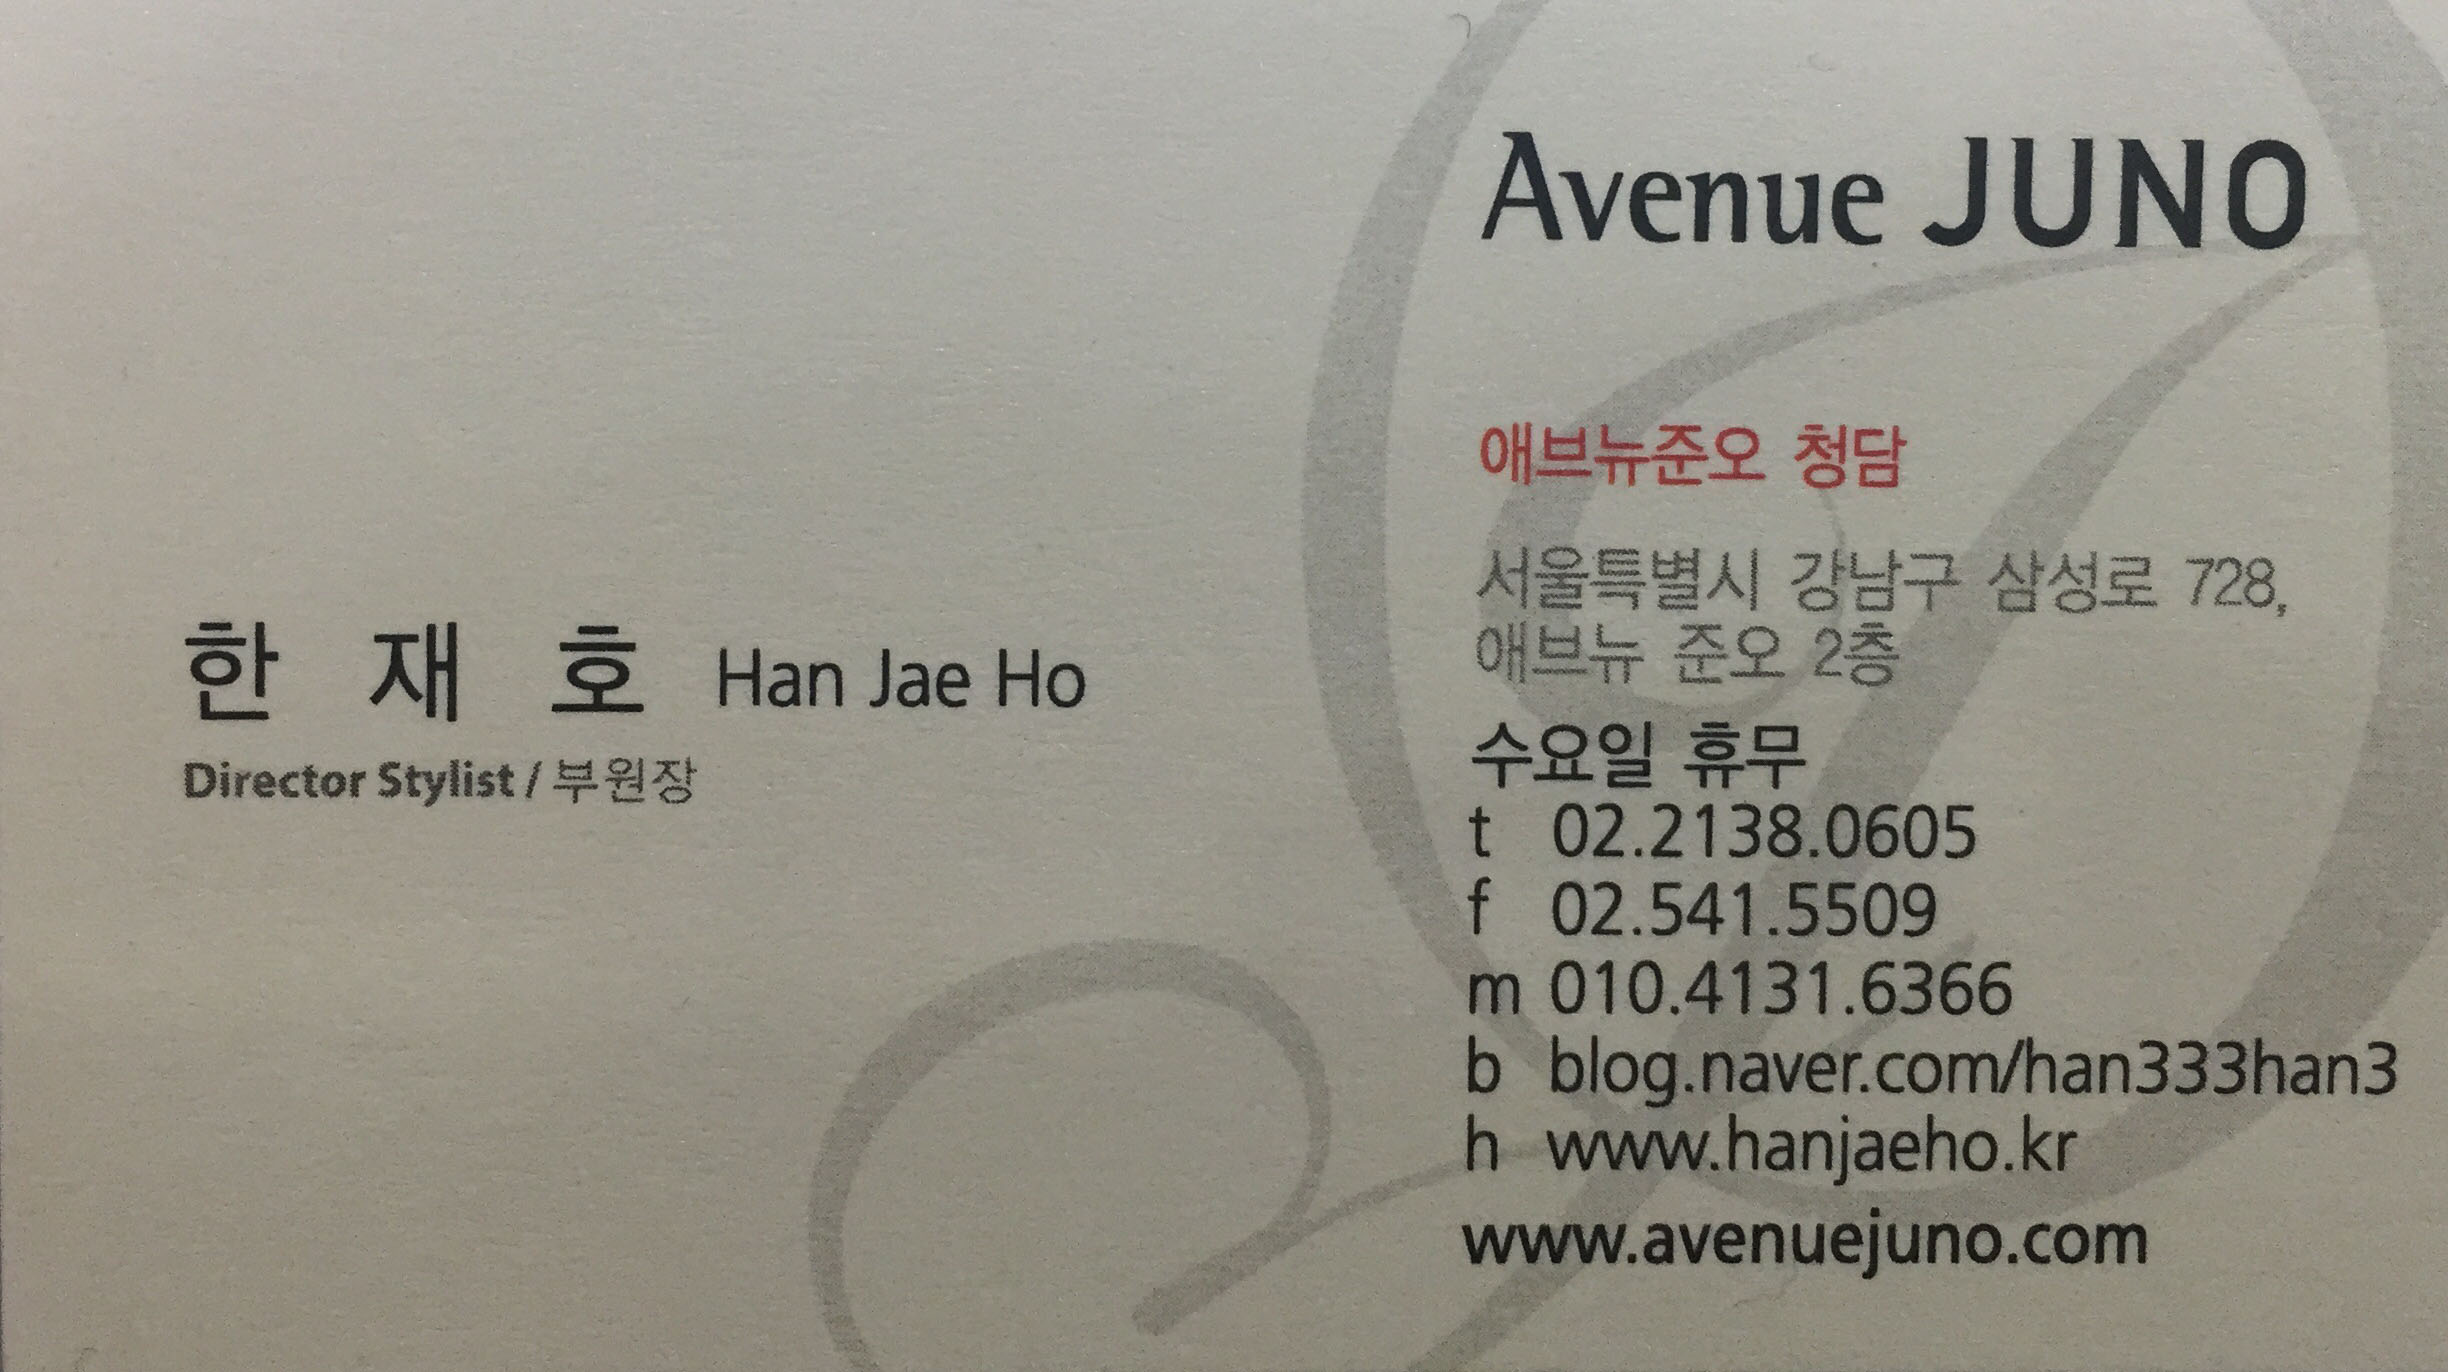 Avenue JUNO
애브뉴준오 청담
서울특별시 강남구 삼성로 728,
애브뉴 준오 2층
한 재 호 Han Jae Ho
Director Stylist / 부원장
수요일 휴무
t 02.2138.0605
f 02.541.5509
m 010.4131.6366
b blog.naver.com/han333han3
h www.hanjaeho.kr
www.avenuejuno.com